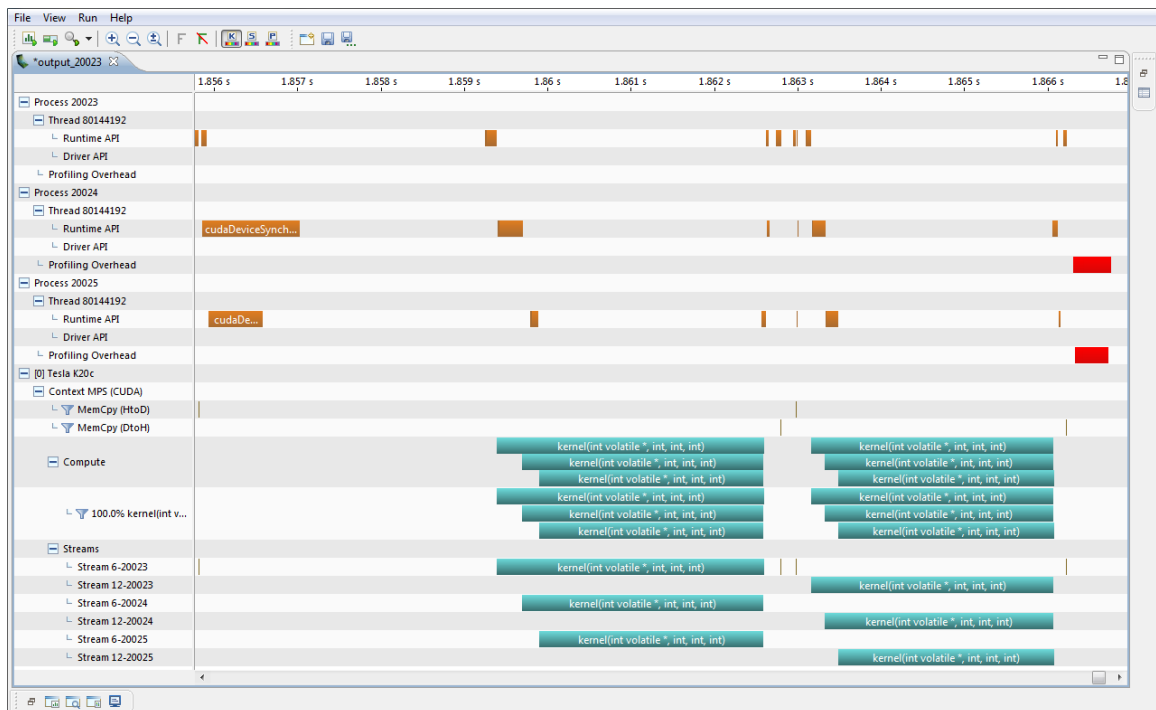 File View Run Help
*output_20023
1.856 s 1.857 s 1.858 s 1.859 s 1.86 s 1.861 s 1.862 s 1.863 s 1.864 s 1.865 s 1.866 s 1.8
Process 20023
Thread 80144192
Runtime API
Driver API
Profiling Overhead
Process 20024
Thread 80144192
Runtime API cudaDeviceSynch...
Driver API
Profiling Overhead
Process 20025
Thread 80144192
Runtime API cudaDe...
Driver API
Profiling Overhead
[0] Tesla K20c
Context MPS (CUDA)
MemCpy (HtoD)
MemCpy (DtoH)
kernel(int volatile *, int, int, int) kernel(int volatile *, int, int, int)
Compute kernel(int volatile *, int, int, int) kernel(int volatile *, int, int, int)
kernel(int volatile *, int, int, int) kernel(int volatile *, int, int, int)
kernel(int volatile *, int, int, int) kernel(int volatile *, int, int, int)
100.0% kernel(int v... kernel(int volatile *, int, int, int) kernel(int volatile *, int, int, int)
kernel(int volatile *, int, int, int) kernel(int volatile *, int, int, int)
Streams
Stream 6-20023 kernel(int volatile *, int, int, int)
Stream 12-20023 kernel(int volatile *, int, int, int)
Stream 6-20024 kernel(int volatile *, int, int, int)
Stream 12-20024 kernel(int volatile *, int, int, int)
Stream 6-20025 kernel(int volatile *, int, int, int)
Stream 12-20025 kernel(int volatile *, int, int, int)